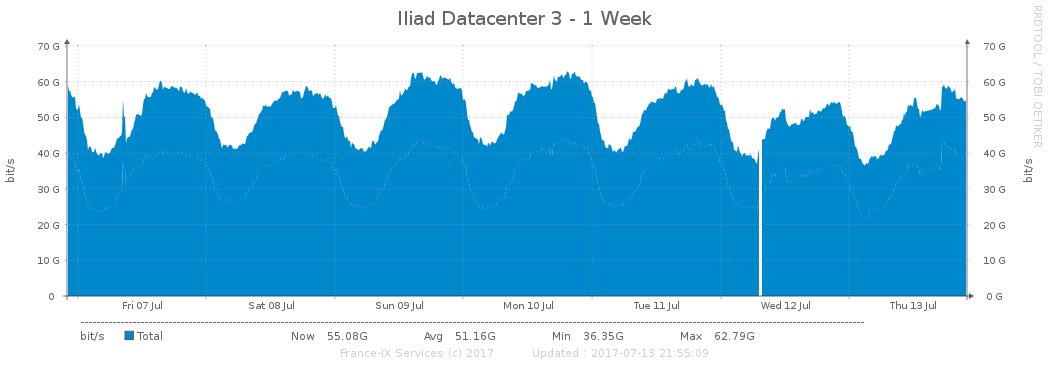 Iliad Datacenter 3 - 1 Week
RRDTOOL / TOBI OETIKER
bit/s
70 G
60 G
50 G
40 G
30 G
20 G
10 G
0
70 G
60 G
50 G
40 G
30 G
20 G
10 G
0 G
bit/s
Fri 07 Jul Sat 08 Jul Sun 09 Jul Mon 10 Jul Tue 11 Jul Wed 12 Jul Thu 13 Jul
bit/s Total Now 55.08G Avg 51.16G Min 36.35G Max 62.79G
France-IX Services (c) 2017 Updated : 2017-07-13 21:55:09